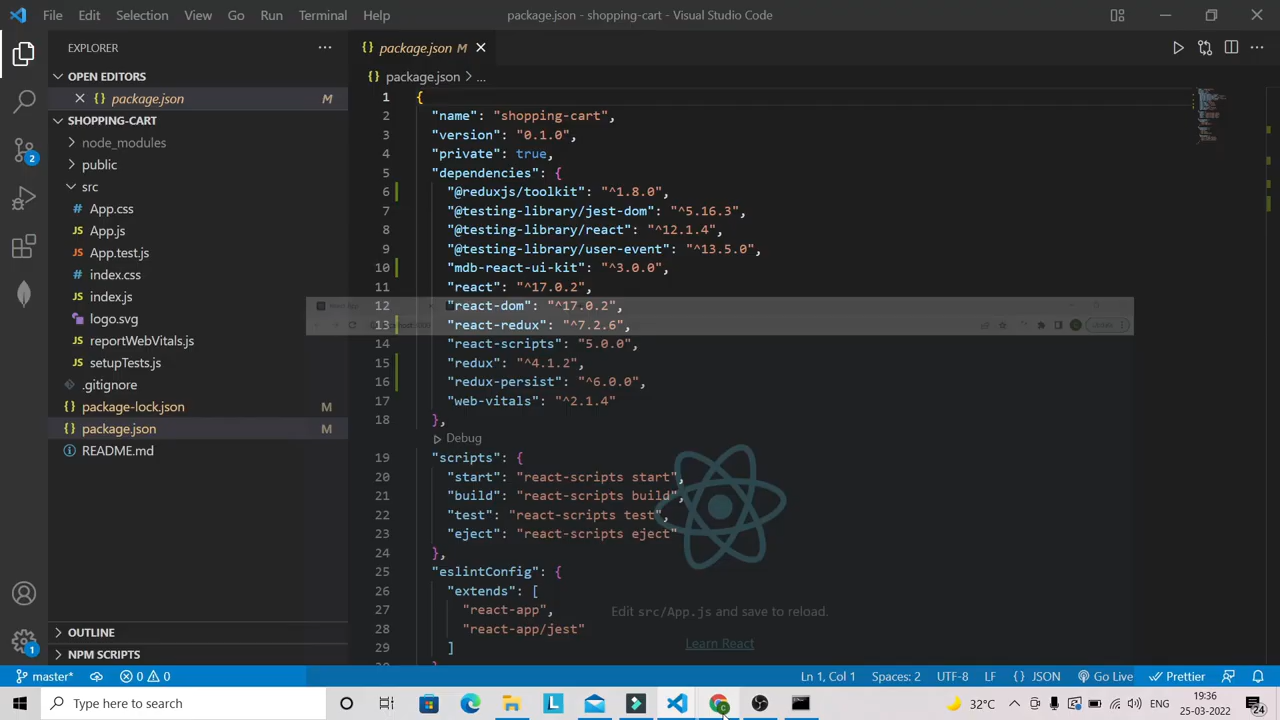 File Edit Selection View Go Run Terminal Help package.json - shopping-cart - Visual Studio Code
EXPLORER
OPEN EDITORS
{} package.json M
SHOPPING-CART
node_modules
public
src
# App.css
JS App.js
JS App.test.js
# index.css
JS index.js
logo.svg
JS reportWebVitals.js
JS setupTests.js
.gitignore
{} package-lock.json M
{} package.json M
README.md
OUTLINE
NPM SCRIPTS
2
1
{} package.json M
{} package.json > ...
1 {
2 "name": "shopping-cart",
3 "version": "0.1.0",
4 "private": true,
5 "dependencies": {
6 "@reduxjs/toolkit": "^1.8.0",
7 "@testing-library/jest-dom": "^5.16.3",
8 "@testing-library/react": "^12.1.4",
9 "@testing-library/user-event": "^13.5.0",
10 "mdb-react-ui-kit": "^3.0.0",
11 "react": "^17.0.2",
12 "react-dom": "^17.0.2",
13 "react-redux": "^7.2.6",
14 "react-scripts": "5.0.0",
15 "redux": "^4.1.2",
16 "redux-persist": "^6.0.0",
17 "web-vitals": "^2.1.4"
18 },
Debug
19 "scripts": {
20 "start": "react-scripts start",
21 "build": "react-scripts build",
22 "test": "react-scripts test",
23 "eject": "react-scripts eject"
24 },
25 "eslintConfig": {
26 "extends": [
27 "react-app",
28 "react-app/jest"
29 ]
Edit src/App.js and save to reload.
Learn React
master* 0 0 Ln 1, Col 1 Spaces: 2 UTF-8 LF {} JSON Go Live Prettier
Type here to search 32°C ENG 19:36
25-03-2022 24